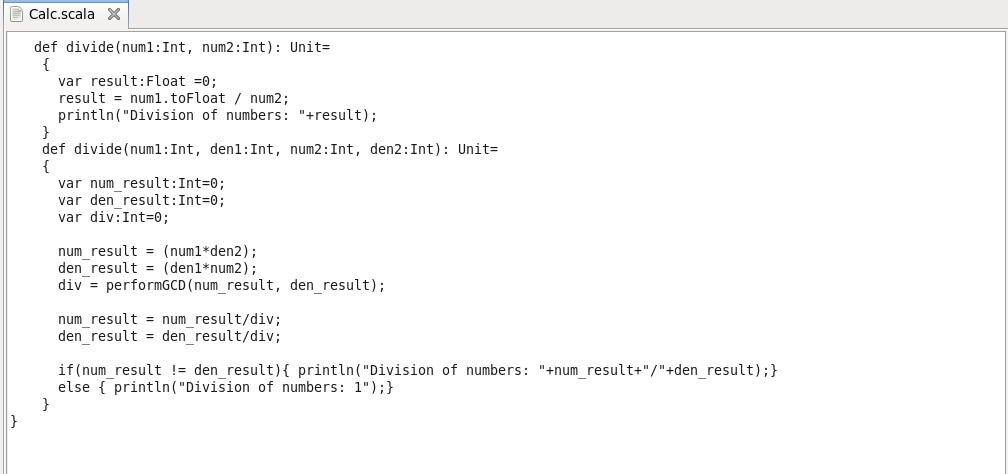 Calc.scala
def divide(num1:Int, num2:Int): Unit=
{
var result:Float =0;
result = num1.toFloat / num2;
println("Division of numbers: "+result);
}
def divide(num1:Int, den1:Int, num2:Int, den2:Int): Unit=
{
var num_result:Int=0;
var den_result:Int=0;
var div:Int=0;
num_result = (num1*den2);
den_result = (den1*num2);
div = performGCD(num_result, den_result);
num_result = num_result/div;
den_result = den_result/div;
if(num_result != den_result){ println("Division of numbers: "+num_result+"/"+den_result);}
else { println("Division of numbers: 1");}
}
}